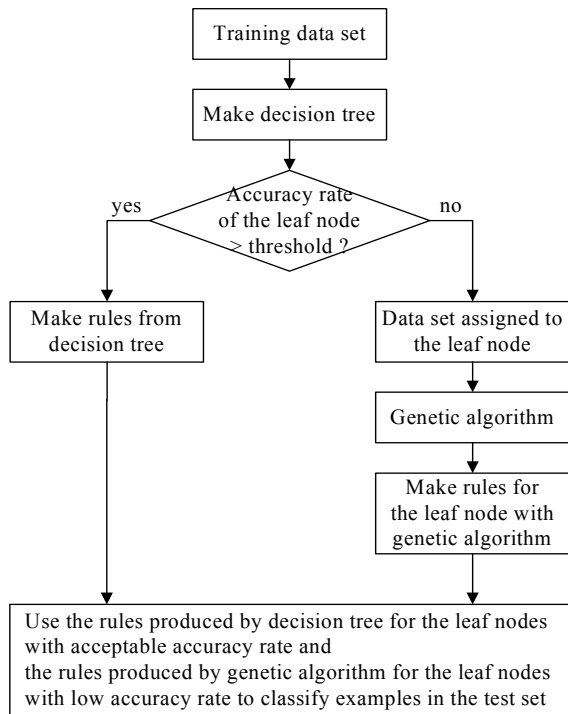 Training data set
Make decision tree
Accuracy rate
of the leaf node
> threshold ?
yes
no
Make rules from
decision tree
Data set assigned to
the leaf node
Genetic algorithm
Make rules for
the leaf node with
genetic algorithm
Use the rules produced by decision tree for the leaf nodes
with acceptable accuracy rate and
the rules produced by genetic algorithm for the leaf nodes
with low accuracy rate to classify examples in the test set